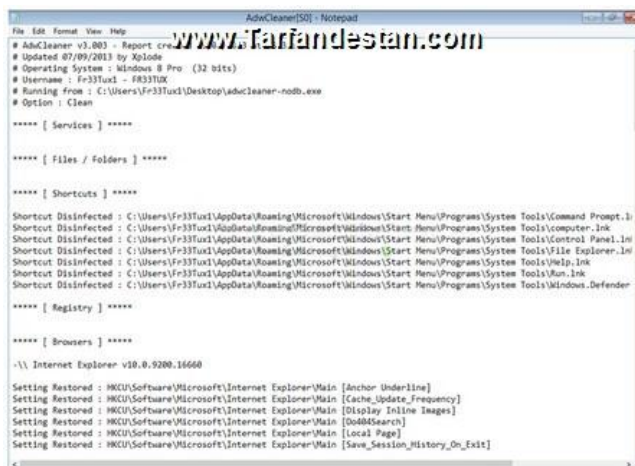 AdwCleaner[S0] - Notepad
File Edit Format View Help
www.Tarfandestan.com
# AdwCleaner v3.003 - Report created
# Updated 07/09/2013 by Xplode
# Operating System : Windows 8 Pro (32 bits)
# Username : Fr33Tux1 - FR33TUX
# Running from : C:\Users\Fr33Tux1\Desktop\adwcleaner-nodb.exe
# Option : Clean
***** [ Services ] *****
***** [ Files / Folders ] *****
***** [ Shortcuts ] *****
Shortcut Disinfected : C:\Users\Fr33Tux1\AppData\Roaming\Microsoft\Windows\Start Menu\Programs\System Tools\Command Prompt.l
Shortcut Disinfected : C:\Users\Fr33Tux1\AppData\Roaming\Microsoft\Windows\Start Menu\Programs\System Tools\computer.lnk
Shortcut Disinfected : C:\Users\Fr33Tux1\AppData\Roaming\Microsoft\Windows\Start Menu\Programs\System Tools\Control Panel.ln
Shortcut Disinfected : C:\Users\Fr33Tux1\AppData\Roaming\Microsoft\Windows\Start Menu\Programs\System Tools\File Explorer.ln
Shortcut Disinfected : C:\Users\Fr33Tux1\AppData\Roaming\Microsoft\Windows\Start Menu\Programs\System Tools\Help.lnk
Shortcut Disinfected : C:\Users\Fr33Tux1\AppData\Roaming\Microsoft\Windows\Start Menu\Programs\System Tools\Run.lnk
Shortcut Disinfected : C:\Users\Fr33Tux1\AppData\Roaming\Microsoft\Windows\Start Menu\Programs\System Tools\Windows.Defender
***** [ Registry ] *****
***** [ Browsers ] *****
-\\ Internet Explorer v10.0.9200.16660
Setting Restored : HKCU\Software\Microsoft\Internet Explorer\Main [Anchor Underline]
Setting Restored : HKCU\Software\Microsoft\Internet Explorer\Main [Cache_Update_Frequency]
Setting Restored : HKCU\Software\Microsoft\Internet Explorer\Main [Display Inline Images]
Setting Restored : HKCU\Software\Microsoft\Internet Explorer\Main [Do404Search]
Setting Restored : HKCU\Software\Microsoft\Internet Explorer\Main [Local Page]
Setting Restored : HKCU\Software\Microsoft\Internet Explorer\Main [Save_Session_History_On_Exit]